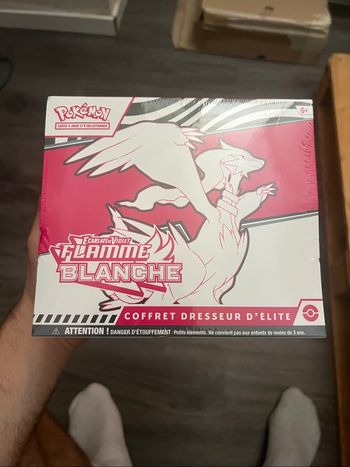 POKÉMON
CARTES À JOUER ET À COLLECTIONNER
6+
ÉCARLATE ET VIOLET
FLAMME
BLANCHE
COFFRET DRESSEUR D'ÉLITE
⚠ ATTENTION ! DANGER D'ÉTOUFFEMENT - Petits éléments. Ne convient pas aux enfants de moins de 3 ans.